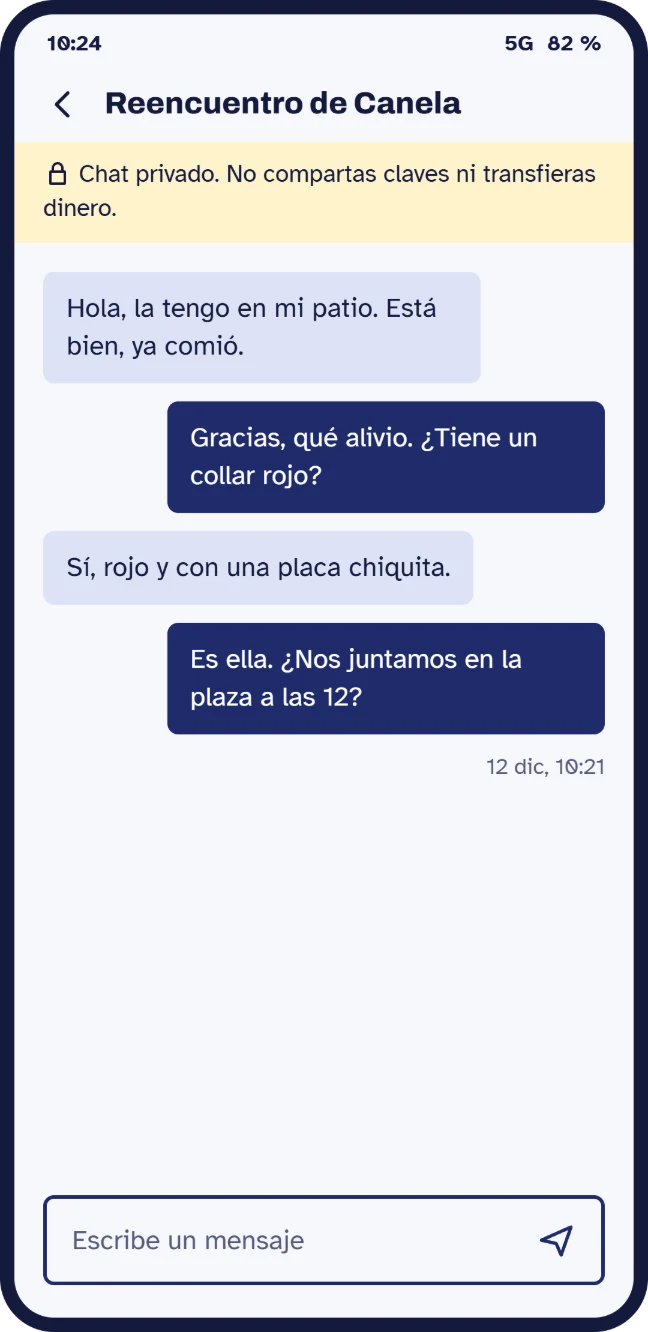 10:24 5G 82 %
Reencuentro de Canela
Chat privado. No compartas claves ni transfieras
dinero.
Hola, la tengo en mi patio. Está
bien, ya comió.
Gracias, qué alivio. ¿Tiene un
collar rojo?
Sí, rojo y con una placa chiquita.
Es ella. ¿Nos juntamos en la
plaza a las 12?
12 dic, 10:21
Escribe un mensaje